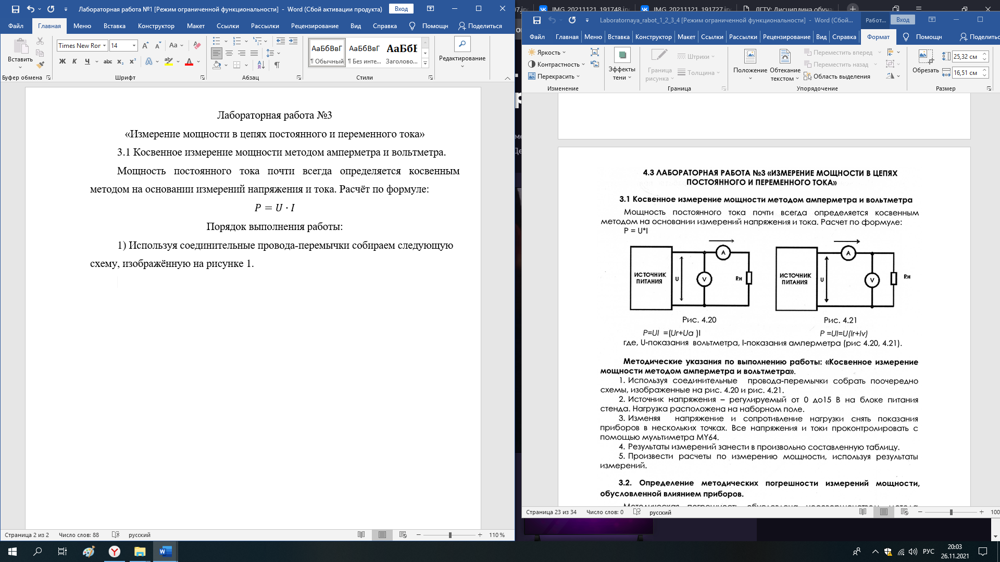 Лабораторная работа №1 [Режим ограниченной функциональности] - Word (Сбой активации продукта)
Вход
Файл Главная Меню Вставка Конструктор Макет Ссылки Рассылки Рецензирование Вид Справка Помощн Поделиться
Вставить
Times New Ror 14
Ж К Ч abc x₂ x²
АаБбВвГ АаБбВвГ АаБбІ
¶ Обычный ¶ Без инте... Заголово...
Редактирование
Буфер обмена Шрифт Абзац Стили
Лабораторная работа №3
«Измерение мощности в цепях постоянного и переменного тока»
3.1 Косвенное измерение мощности методом амперметра и вольтметра.
Мощность постоянного тока почти всегда определяется косвенным
методом на основании измерений напряжения и тока. Расчёт по формуле:
P = U · I
Порядок выполнения работы:
1) Используя соединительные провода-перемычки собираем следующую
схему, изображённую на рисунке 1.
Страница 2 из 2 Число слов: 88 русский 110 %
IMG_20211121_191748.jp IMG_20211121_191727.jp ЛГТУ: Дисциплина обуча
Laboratornaya_rabot_1_2_3_4 [Режим ограниченной функциональности] - Word (Сбой... Работ... Вход
Файл Главная Меню Вставка Конструктор Макет Ссылки Рассылки Рецензирование Вид Справка Формат Помощн Поделитьс
Яркость
Контрастность
Перекрасить
Изменение
Эффекты
тени
Граница
рисунка
Штрихи
Толщина
Граница
Положение
Обтекание
текстом
Переместить вперед
Переместить назад
Область выделения
Упорядочение
Обрезать
25,32 см
16,51 см
Размер
4.3 ЛАБОРАТОРНАЯ РАБОТА №3 «ИЗМЕРЕНИЕ МОЩНОСТИ В ЦЕПЯХ
ПОСТОЯННОГО И ПЕРЕМЕННОГО ТОКА»
3.1 Косвенное измерение мощности методом амперметра и вольтметра
Мощность постоянного тока почти всегда определяется косвенным
методом на основании измерений напряжения и тока. Расчет по формуле:
P = U*I
ИСТОЧНИК
ПИТАНИЯ
U V A Rн
ИСТОЧНИК
ПИТАНИЯ
U A V Rн
Рис. 4.20 Рис. 4.21
P=UI =(Ur+Ua )I P =UI=U(Ir+Iv)
где, U-показания вольтметра, I-показания амперметра (рис 4.20, 4.21).
Методические указания по выполнению работы: «Косвенное измерение
мощности методом амперметра и вольтметра».
1. Используя соединительные провода-перемычки собрать поочередно
схемы, изображенные на рис. 4.20 и рис. 4.21.
2. Источник напряжения – регулируемый от 0 до15 В на блоке питания
стенда. Нагрузка расположена на наборном поле.
3. Изменяя напряжение и сопротивление нагрузки снять показания
приборов в нескольких точках. Все напряжения и токи проконтролировать с
помощью мультиметра MY64.
4. Результаты измерений занести в произвольно составленную таблицу.
5. Произвести расчеты по измерению мощности, используя результаты
измерений.
3.2. Определение методических погрешности измерений мощности,
обусловленной влиянием приборов.
Страница 23 из 34 Число слов: 0 русский 100
РУС
20:03
26.11.2021